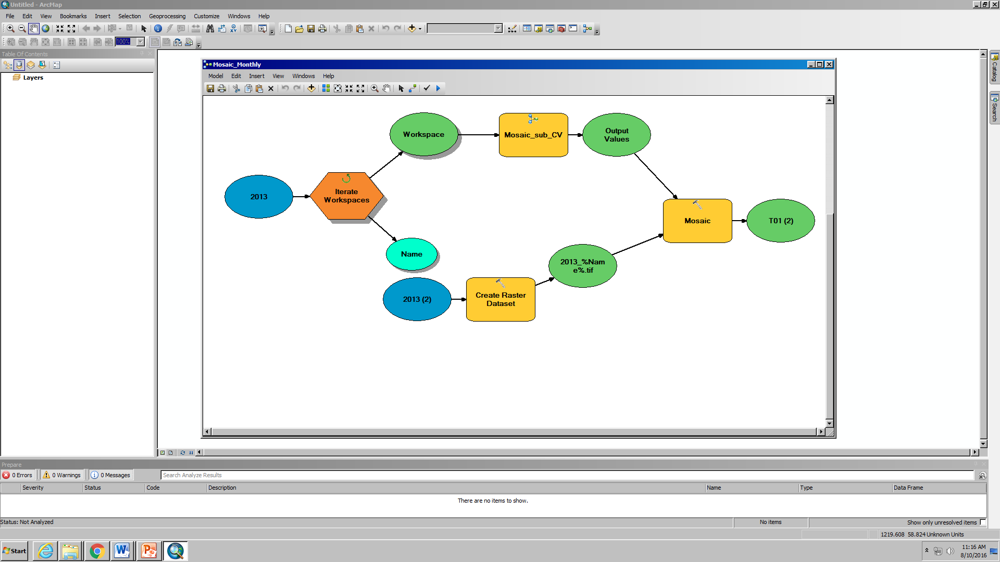 Untitled - ArcMap
File Edit View Bookmarks Insert Selection Geoprocessing Customize Windows Help
XY
1:1
100%
Table Of Contents
Layers
Mosaic_Monthly
Model Edit Insert View Windows Help
Workspace
Mosaic_sub_CV
Output
Values
2013
Iterate
Workspaces
Mosaic
T01 (2)
Name
2013_%Nam
e%.tif
2013 (2)
Create Raster
Dataset
Catalog
Search
Prepare
0 Errors 0 Warnings 0 Messages Search Analyze Results
Severity Status Code Description Name Type Data Frame
There are no items to show.
Status: Not Analyzed No items Show only unresolved items
1219.608 58.824 Unknown Units
Start
11:16 AM
8/10/2016